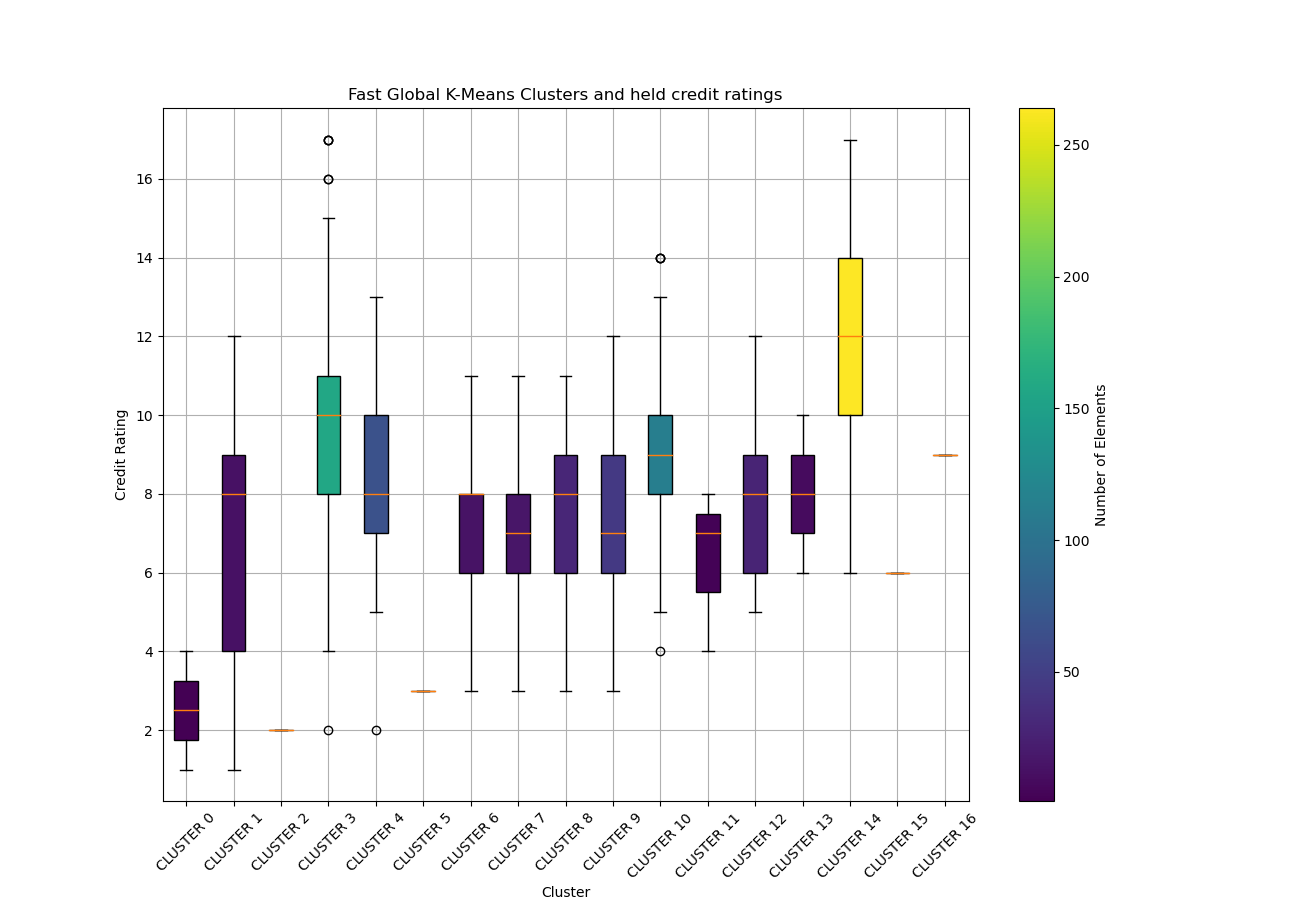 Fast Global K-Means Clusters and held credit ratings
16
14
12
10
8
6
4
2
Credit Rating
CLUSTER 0
CLUSTER 1
CLUSTER 2
CLUSTER 3
CLUSTER 4
CLUSTER 5
CLUSTER 6
CLUSTER 7
CLUSTER 8
CLUSTER 9
CLUSTER 10
CLUSTER 11
CLUSTER 12
CLUSTER 13
CLUSTER 14
CLUSTER 15
CLUSTER 16
Cluster
250
200
150
100
50
Number of Elements